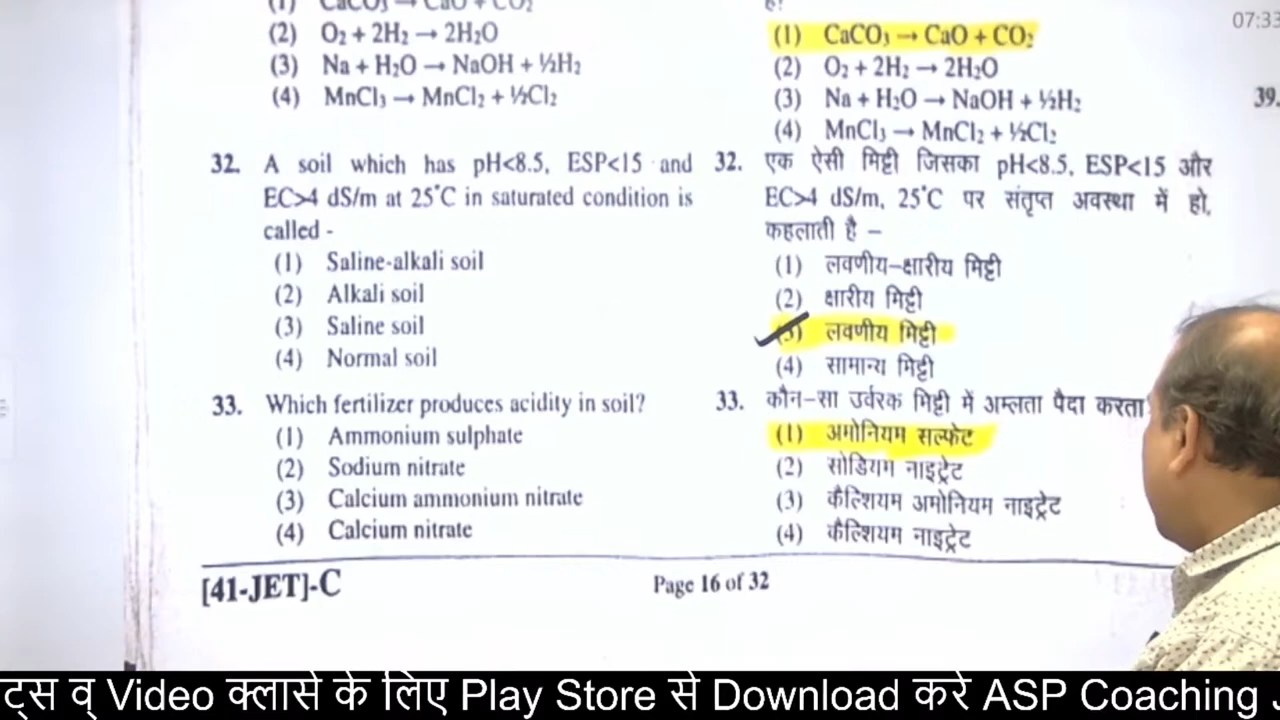 (1) CaCO₃ → CaO + CO₂
(2) O₂ + 2H₂ → 2H₂O
(3) Na + H₂O → NaOH + ½H₂
(4) MnCl₃ → MnCl₂ + ½Cl₂
32. A soil which has pH<8.5, ESP<15 and
EC>4 dS/m at 25°C in saturated condition is
called -
(1) Saline-alkali soil
(2) Alkali soil
(3) Saline soil
(4) Normal soil
33. Which fertilizer produces acidity in soil?
(1) Ammonium sulphate
(2) Sodium nitrate
(3) Calcium ammonium nitrate
(4) Calcium nitrate
है?
(1) CaCO₃ → CaO + CO₂
(2) O₂ + 2H₂ → 2H₂O
(3) Na + H₂O → NaOH + ½H₂
(4) MnCl₃ → MnCl₂ + ½Cl₂
32. एक ऐसी मिट्टी जिसका pH<8.5, ESP<15 और
EC>4 dS/m, 25°C पर संतृप्त अवस्था में हो,
कहलाती है –
(1) लवणीय–क्षारीय मिट्टी
(2) क्षारीय मिट्टी
(3) लवणीय मिट्टी
(4) सामान्य मिट्टी
33. कौन–सा उर्वरक मिट्टी में अम्लता पैदा करता
(1) अमोनियम सल्फेट
(2) सोडियम नाइट्रेट
(3) कैल्शियम अमोनियम नाइट्रेट
(4) कैल्शियम नाइट्रेट
07:33
39.
[41-JET]-C
Page 16 of 32
Video क्लासे के लिए Play Store से Download करे ASP Coaching